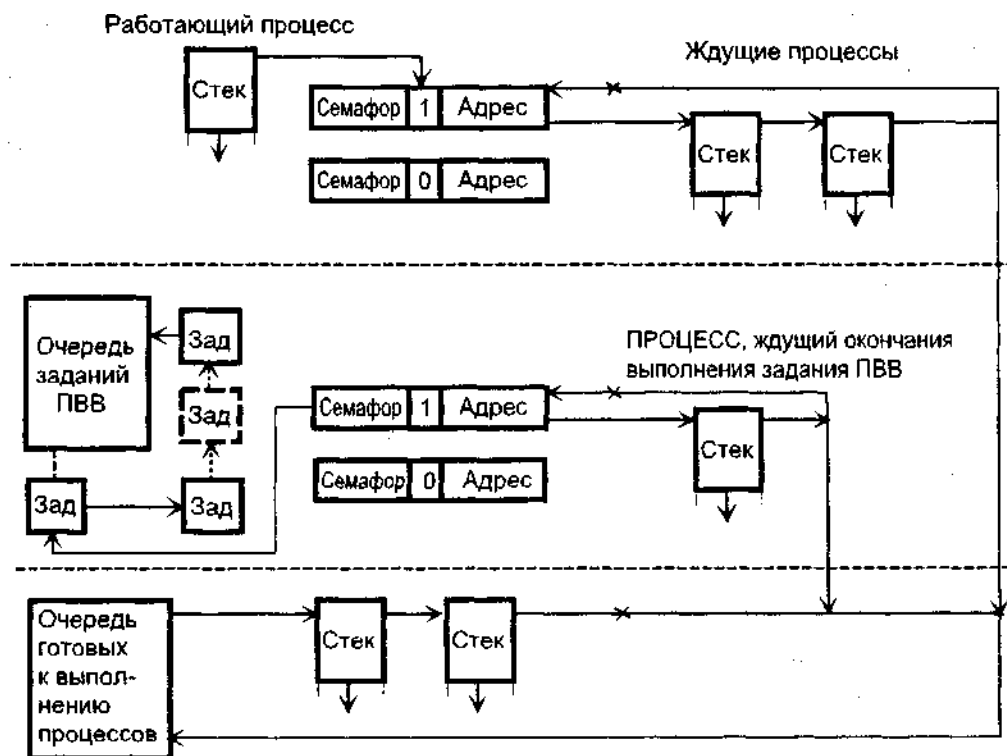 Работающий процесс
Ждущие процессы
Стек
Семафор 1 Адрес
Стек
Стек
Семафор 0 Адрес
Очередь
заданий
ПВВ
Зад
Зад
Зад
Зад
ПРОЦЕСС, ждущий окончания
выполнения задания ПВВ
Семафор 1 Адрес
Стек
Семафор 0 Адрес
Очередь
готовых
к выпол-
нению
процессов
Стек
Стек